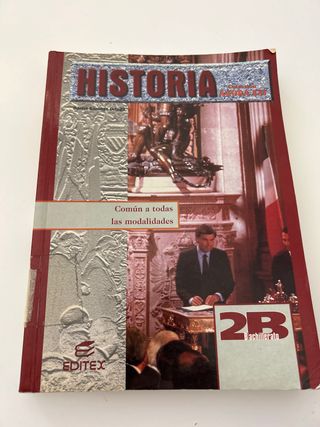 HISTORIA
Común a todas
las modalidades
2B
Bachillerato
EDITEX